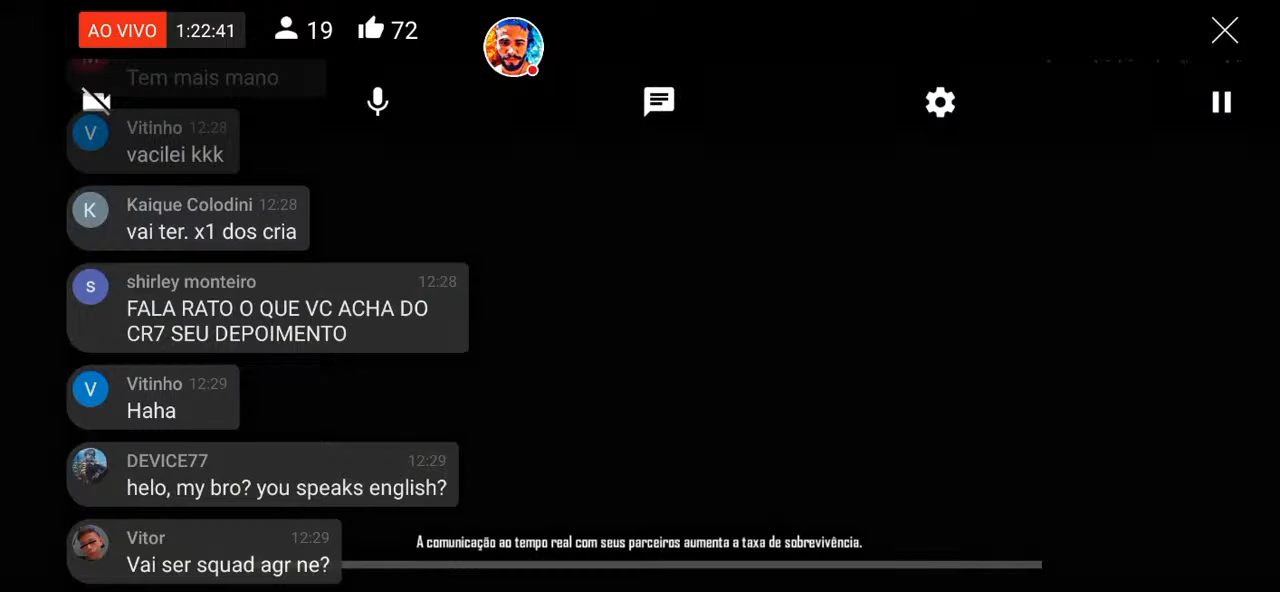 AO VIVO 1:22:41 19 72
Tem mais mano
V Vitinho 12:28
vacilei kkk
K Kaique Colodini 12:28
vai ter. x1 dos cria
s shirley monteiro 12:28
FALA RATO O QUE VC ACHA DO
CR7 SEU DEPOIMENTO
V Vitinho 12:29
Haha
DEVICE77 12:29
helo, my bro? you speaks english?
Vitor 12:29
Vai ser squad agr ne?
A comunicação ao tempo real com seus parceiros aumenta a taxa de sobrevivência.